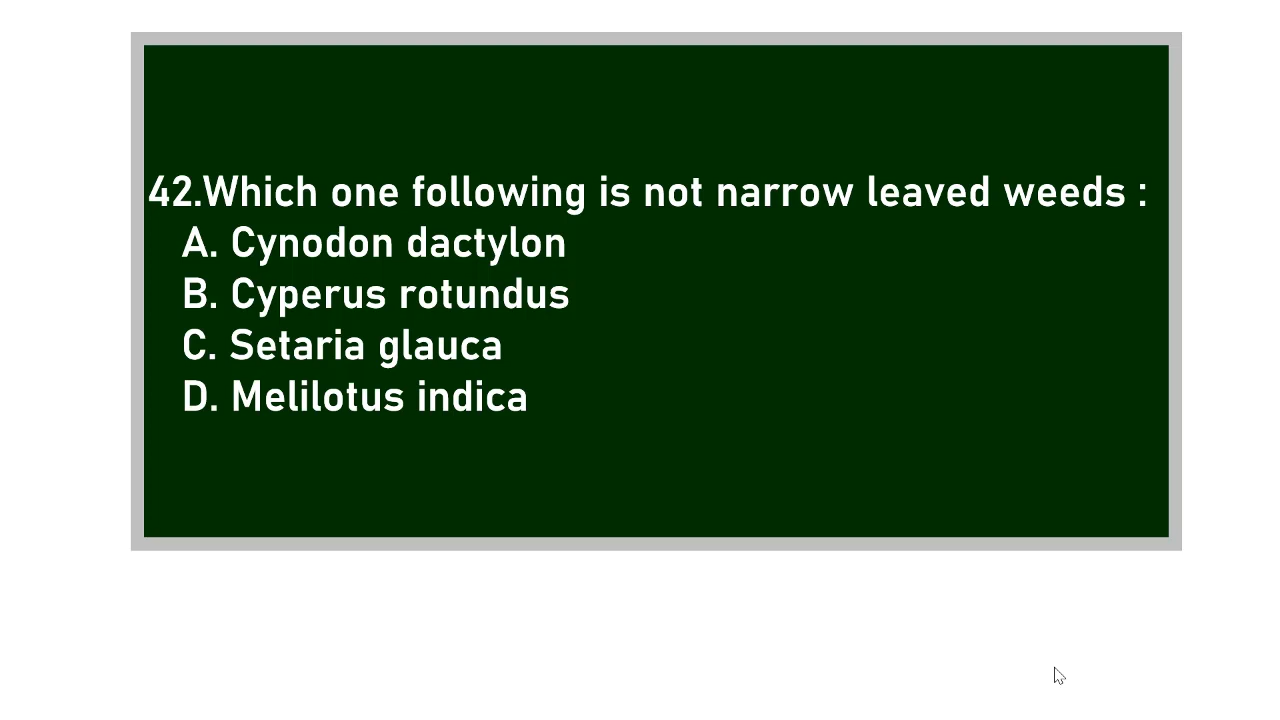 42.Which one following is not narrow leaved weeds :
A. Cynodon dactylon
B. Cyperus rotundus
C. Setaria glauca
D. Melilotus indica